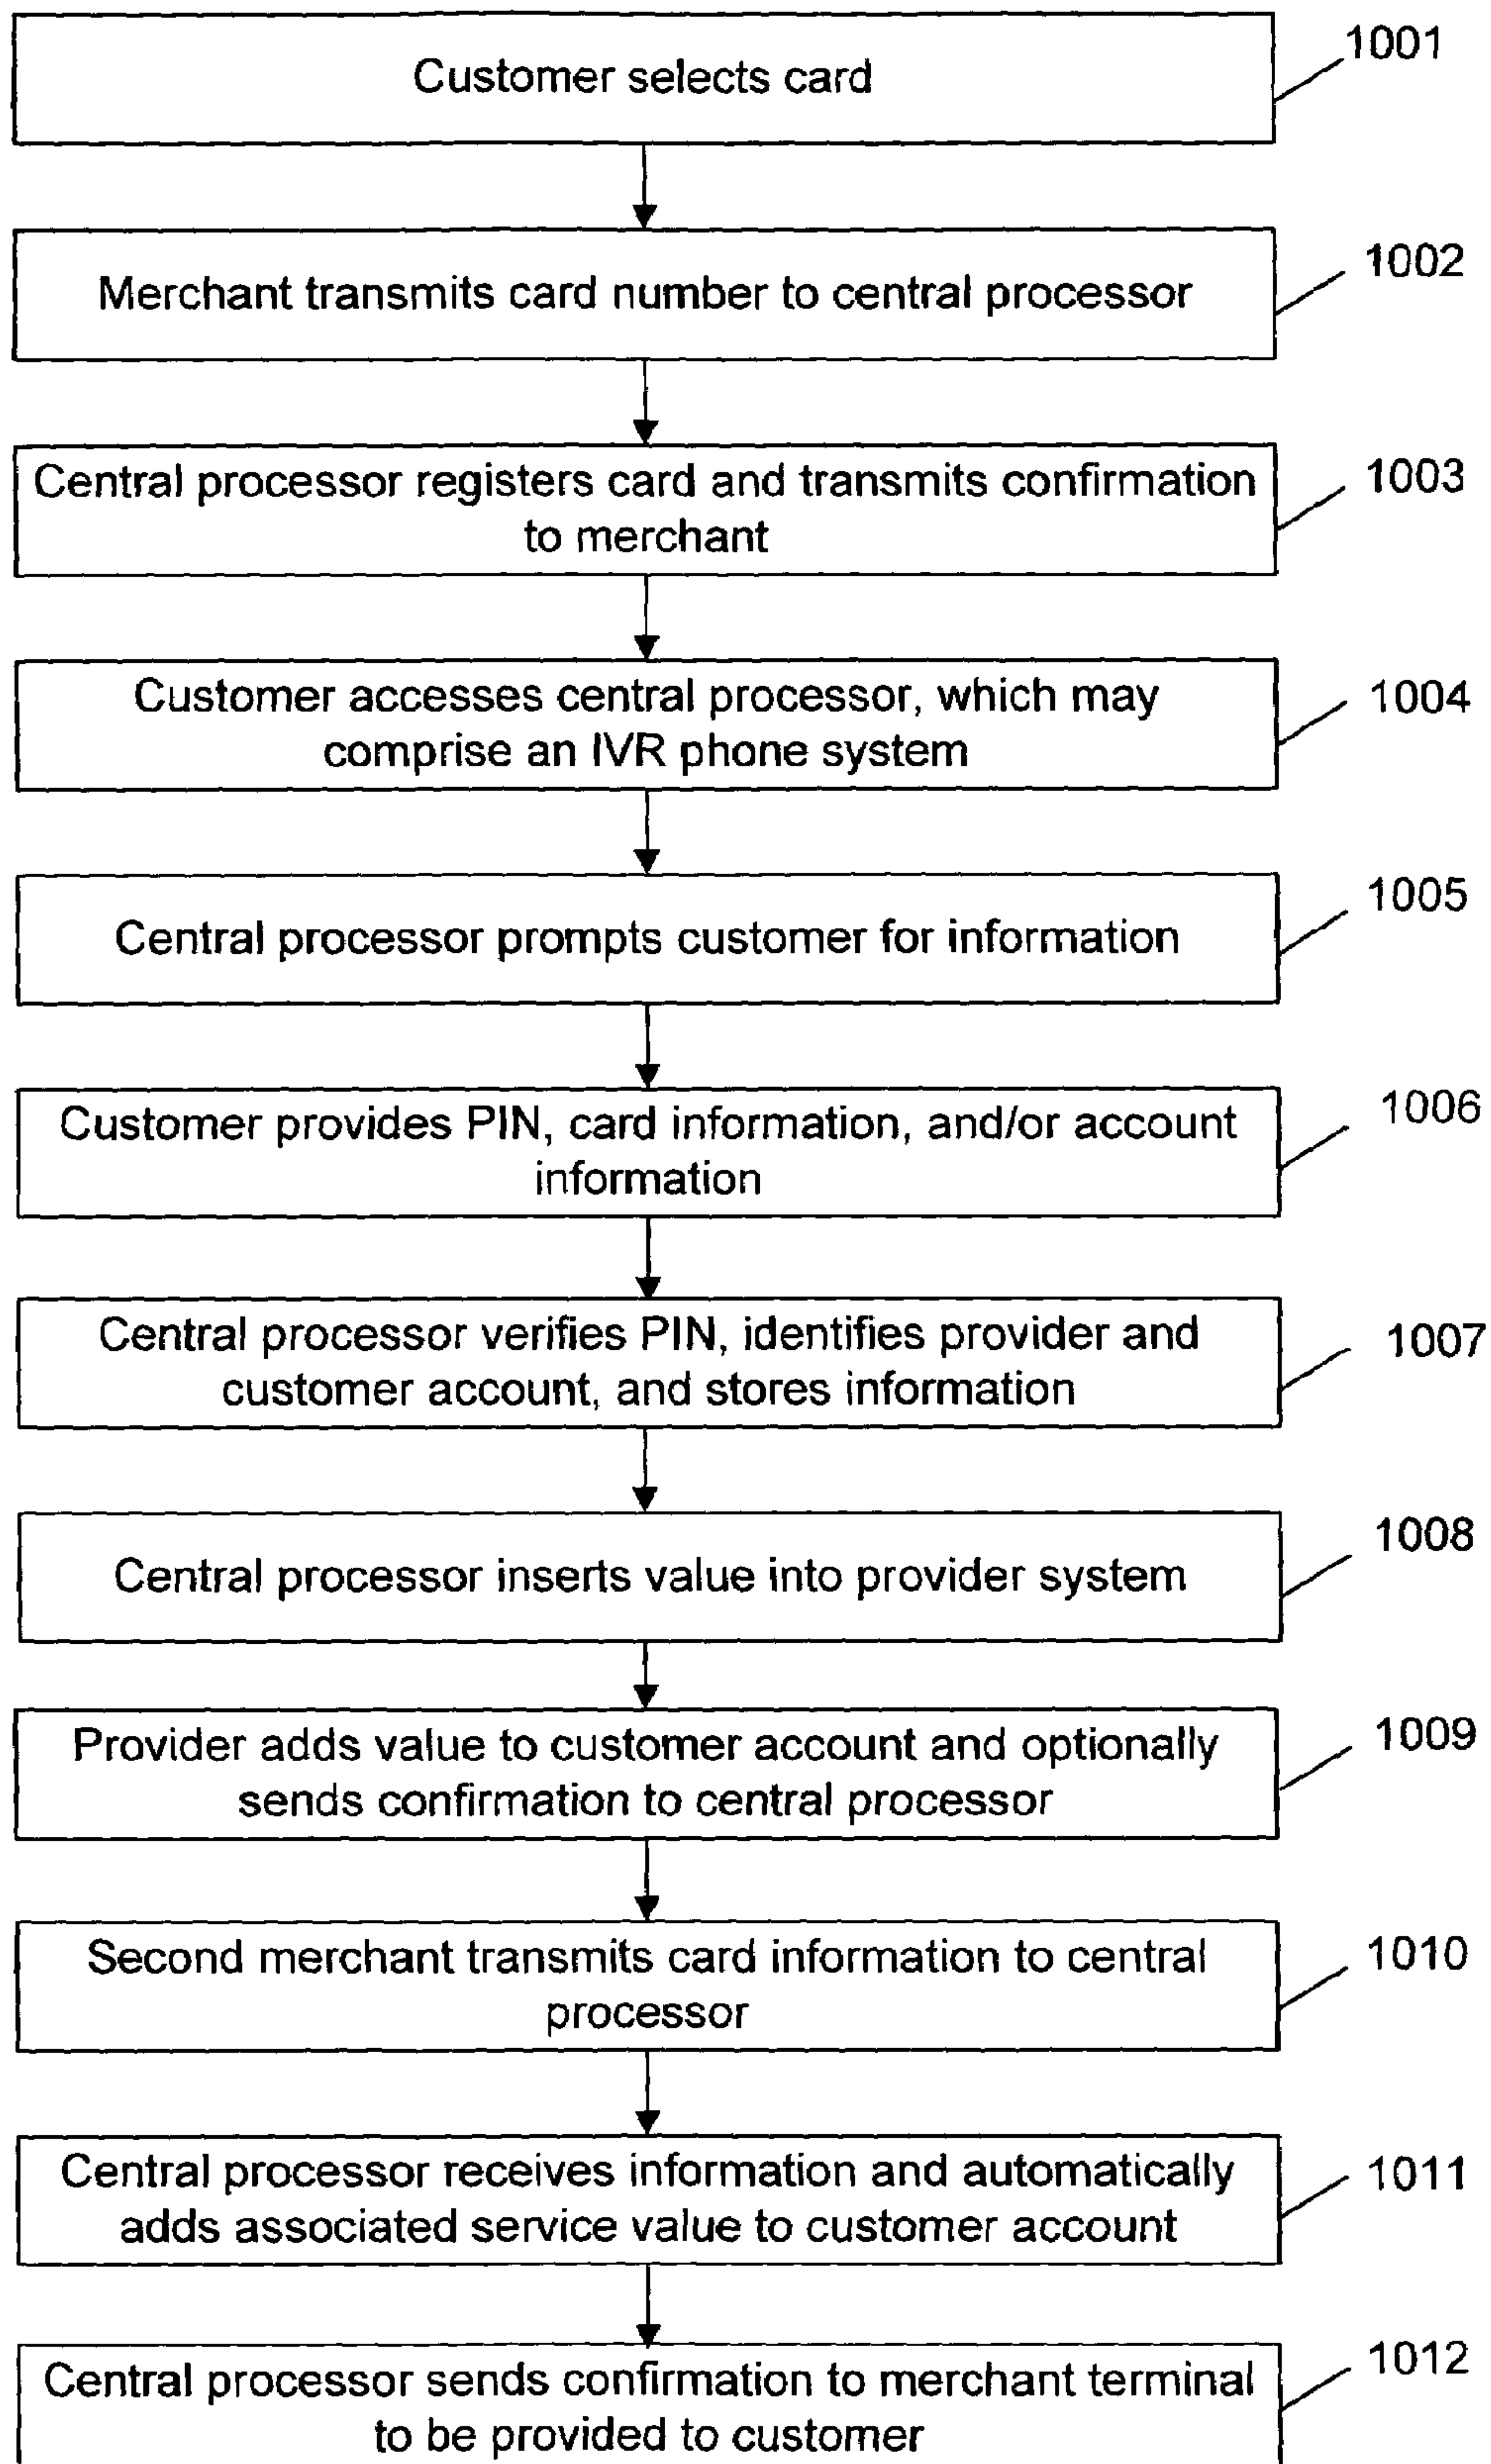 Customer selects card
1001
Merchant transmits card number to central processor
1002
Central processor registers card and transmits confirmation
to merchant
1003
Customer accesses central processor, which may
comprise an IVR phone system
1004
Central processor prompts customer for information
1005
Customer provides PIN, card information, and/or account
information
1006
Central processor verifies PIN, identifies provider and
customer account, and stores information
1007
Central processor inserts value into provider system
1008
Provider adds value to customer account and optionally
sends confirmation to central processor
1009
Second merchant transmits card information to central
processor
1010
Central processor receives information and automatically
adds associated service value to customer account
1011
Central processor sends confirmation to merchant terminal
to be provided to customer
1012